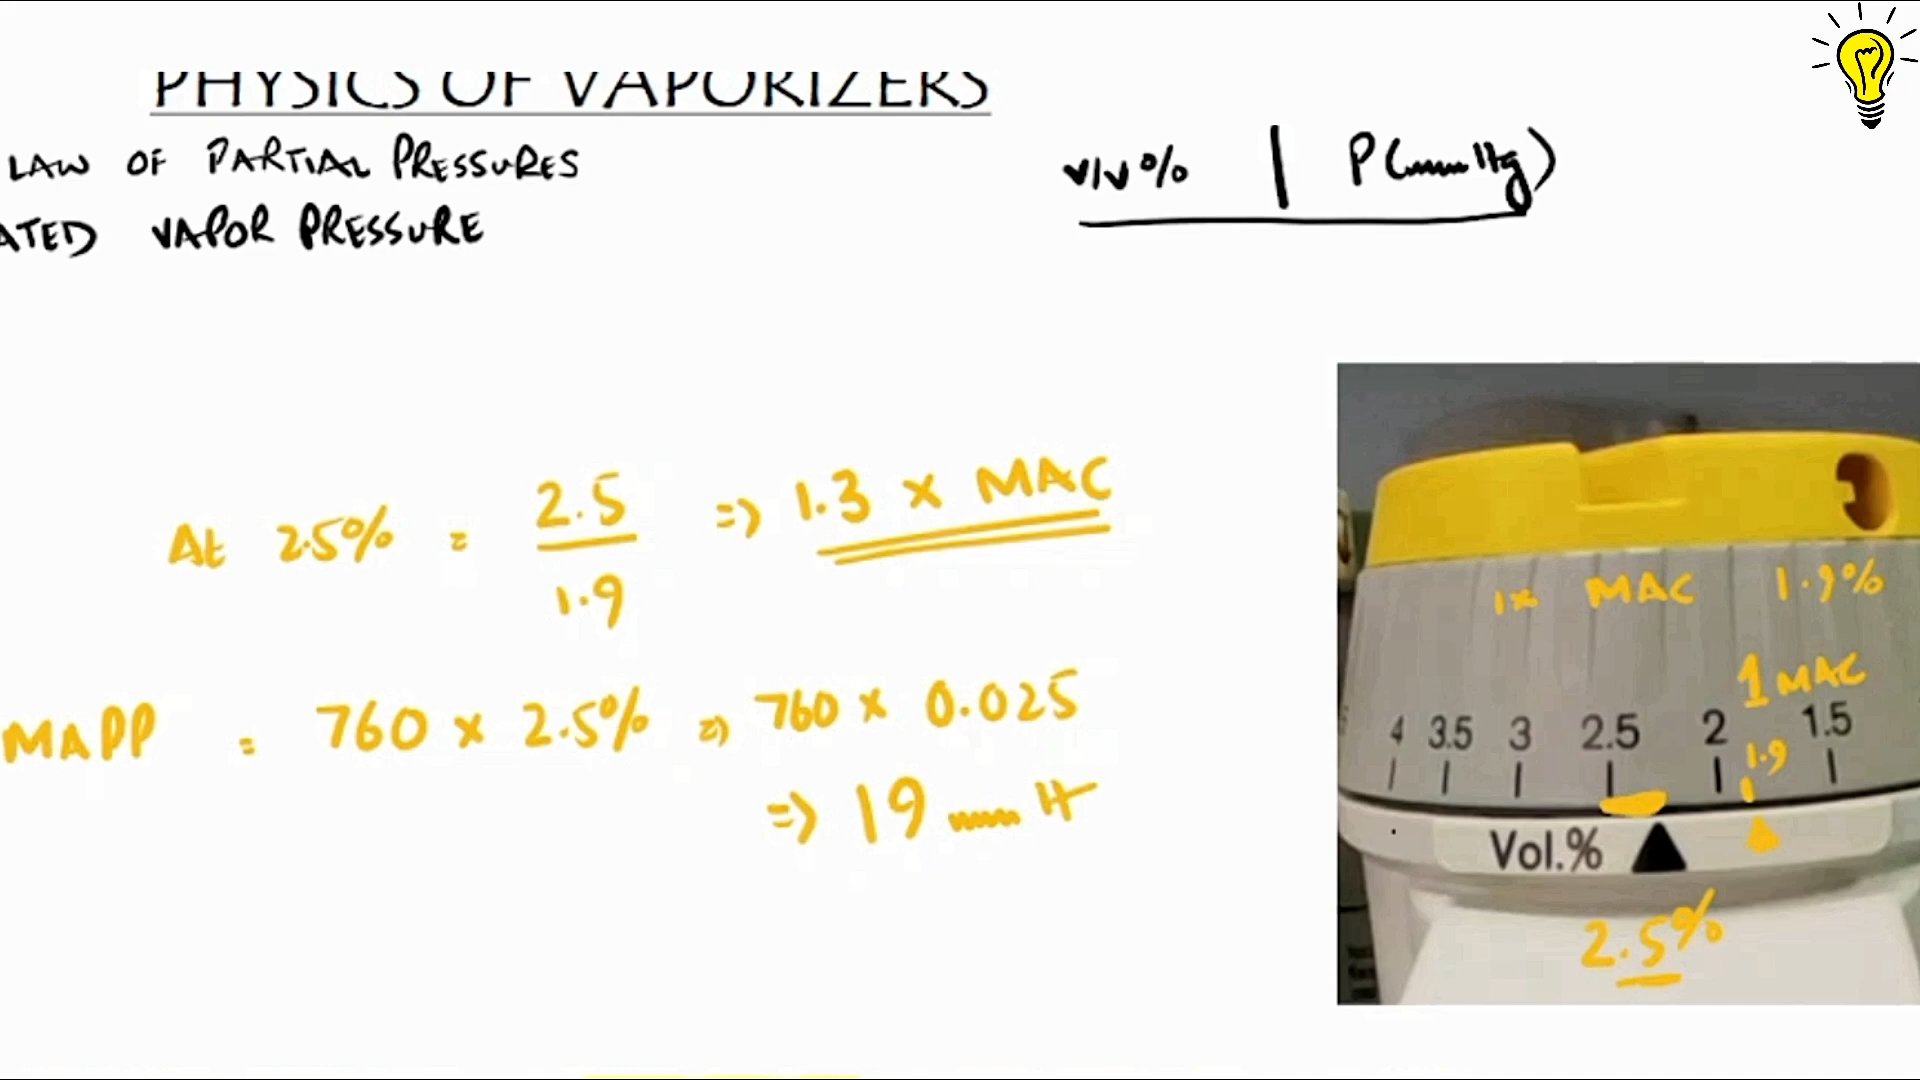 PHYSICS OF VAPORIZERS
LAW OF PARTIAL PRESSURES
ATED VAPOR PRESSURE
v/v% | P(mmHg)
At 2.5% = 2.5 => 1.3 x MAC
1.9
MAPP = 760 x 2.5% => 760 x 0.025
=> 19 mm H
1x MAC 1.9%
1 MAC
4 3.5 3 2.5 2 1.5
1.9
Vol.%
2.5%